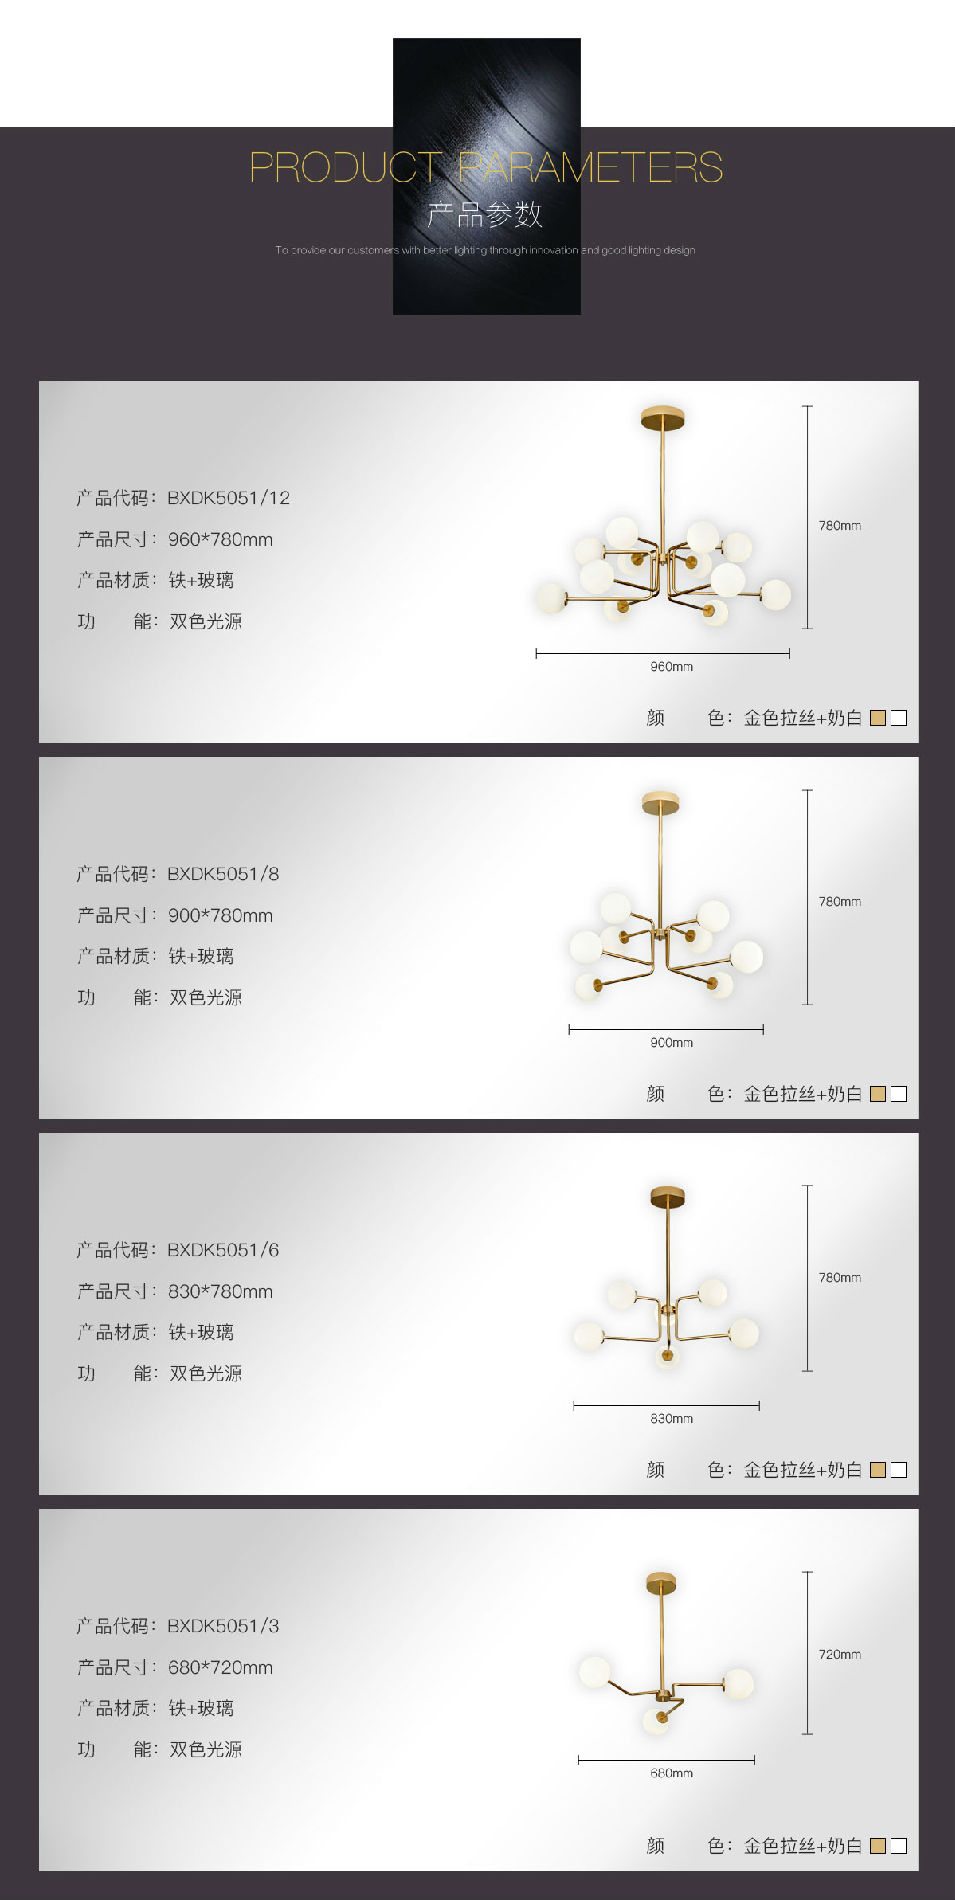 PRODUCT PARAMETERS
产品参数
To provide our customers with better lighting through innovation and good lighting design
产品代码：BXDK5051/12
产品尺寸：960*780mm
产品材质：铁+玻璃
功 能：双色光源
780mm
960mm
颜 色：金色拉丝+奶白
产品代码：BXDK5051/8
产品尺寸：900*780mm
产品材质：铁+玻璃
功 能：双色光源
780mm
900mm
颜 色：金色拉丝+奶白
产品代码：BXDK5051/6
产品尺寸：830*780mm
产品材质：铁+玻璃
功 能：双色光源
780mm
830mm
颜 色：金色拉丝+奶白
产品代码：BXDK5051/3
产品尺寸：680*720mm
产品材质：铁+玻璃
功 能：双色光源
720mm
680mm
颜 色：金色拉丝+奶白